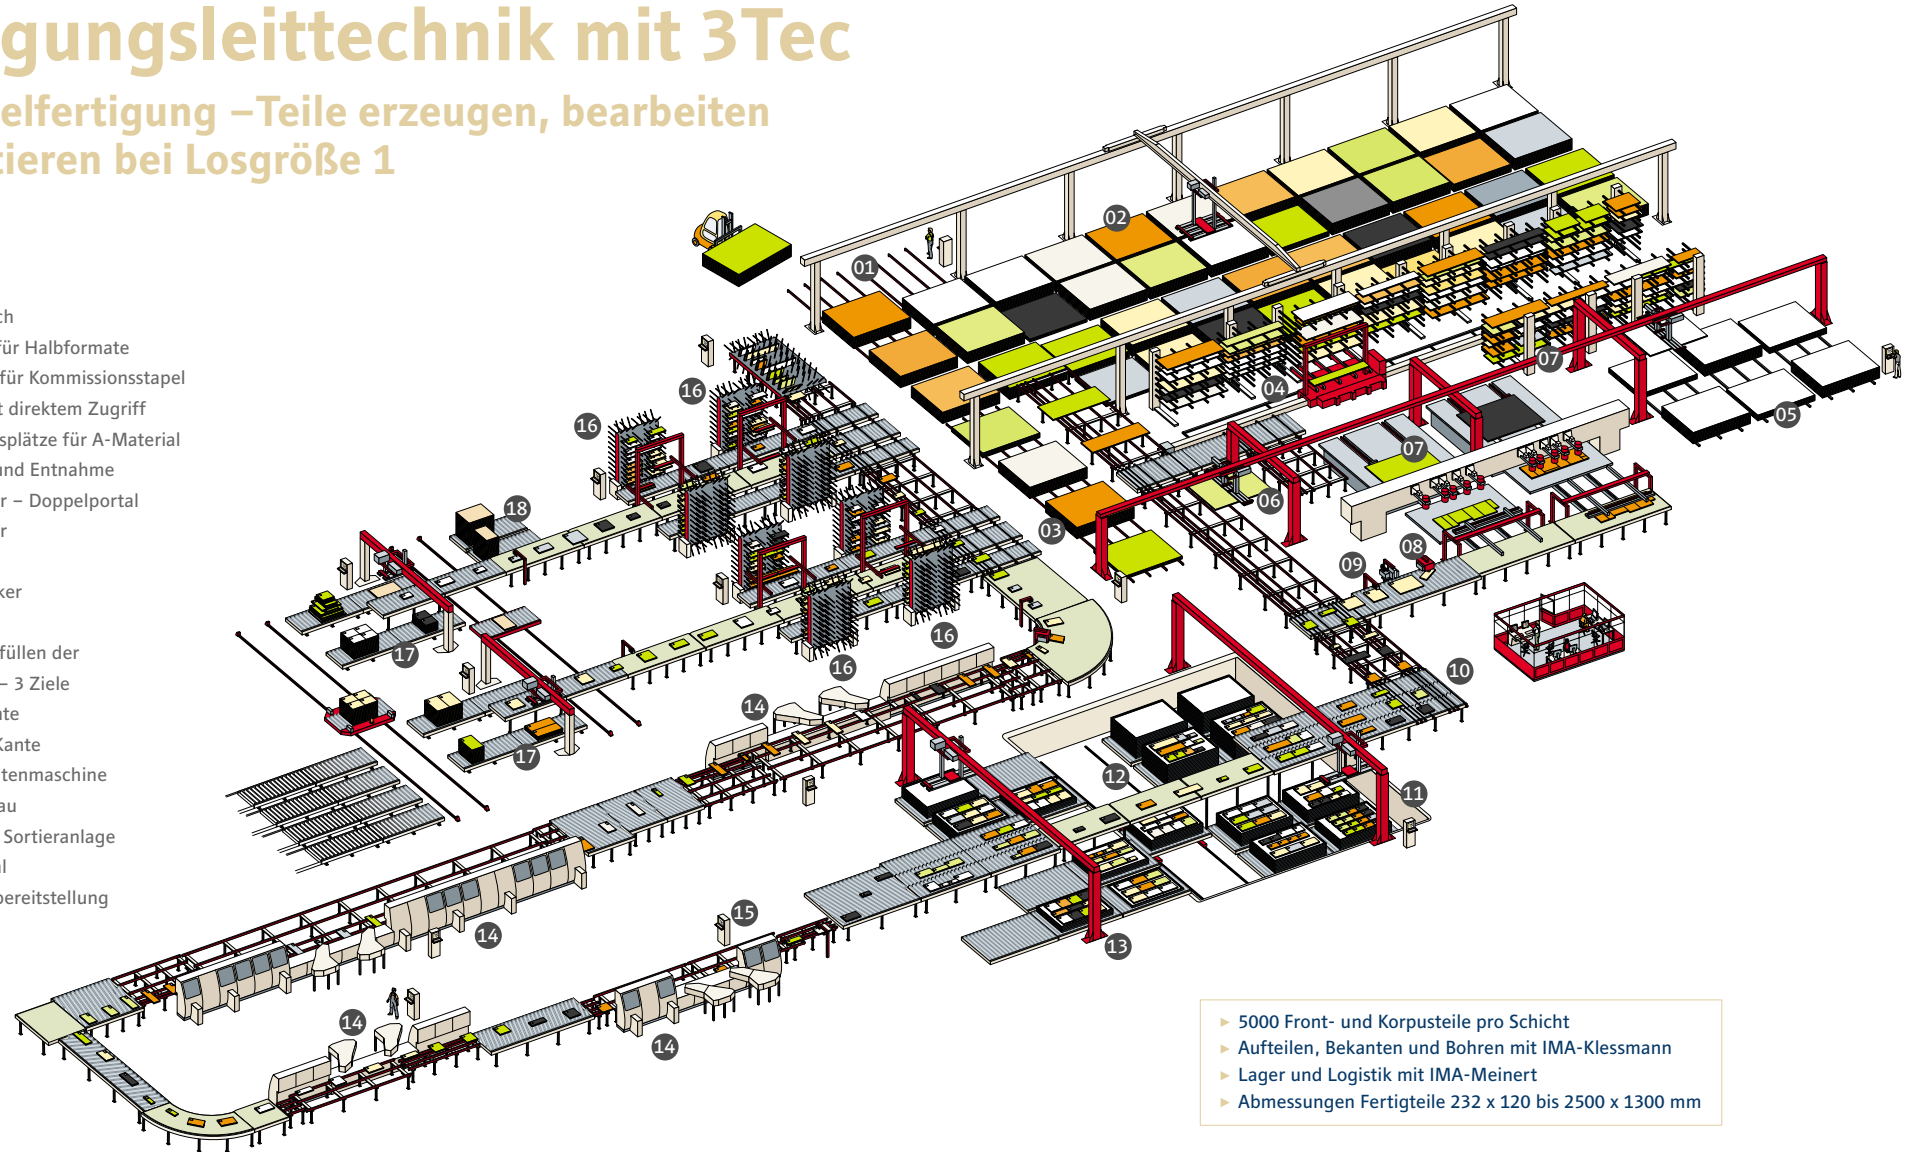 gungsleittechnik mit 3Tec
elfertigung – Teile erzeugen, bearbeiten
tieren bei Losgröße 1
ch
für Halbformate
für Kommissionsstapel
t direktem Zugriff
splätze für A-Material
und Entnahme
r – Doppelportal
r
ker
füllen der
– 3 Ziele
te
Kante
tenmaschine
au
Sortieranlage
al
bereitstellung
01
02
03
04
05
06
07
07
08
09
10
11
12
13
14
14
14
14
15
16
16
16
16
17
17
18
▸ 5000 Front- und Korpusteile pro Schicht
▸ Aufteilen, Bekanten und Bohren mit IMA-Klessmann
▸ Lager und Logistik mit IMA-Meinert
▸ Abmessungen Fertigteile 232 x 120 bis 2500 x 1300 mm